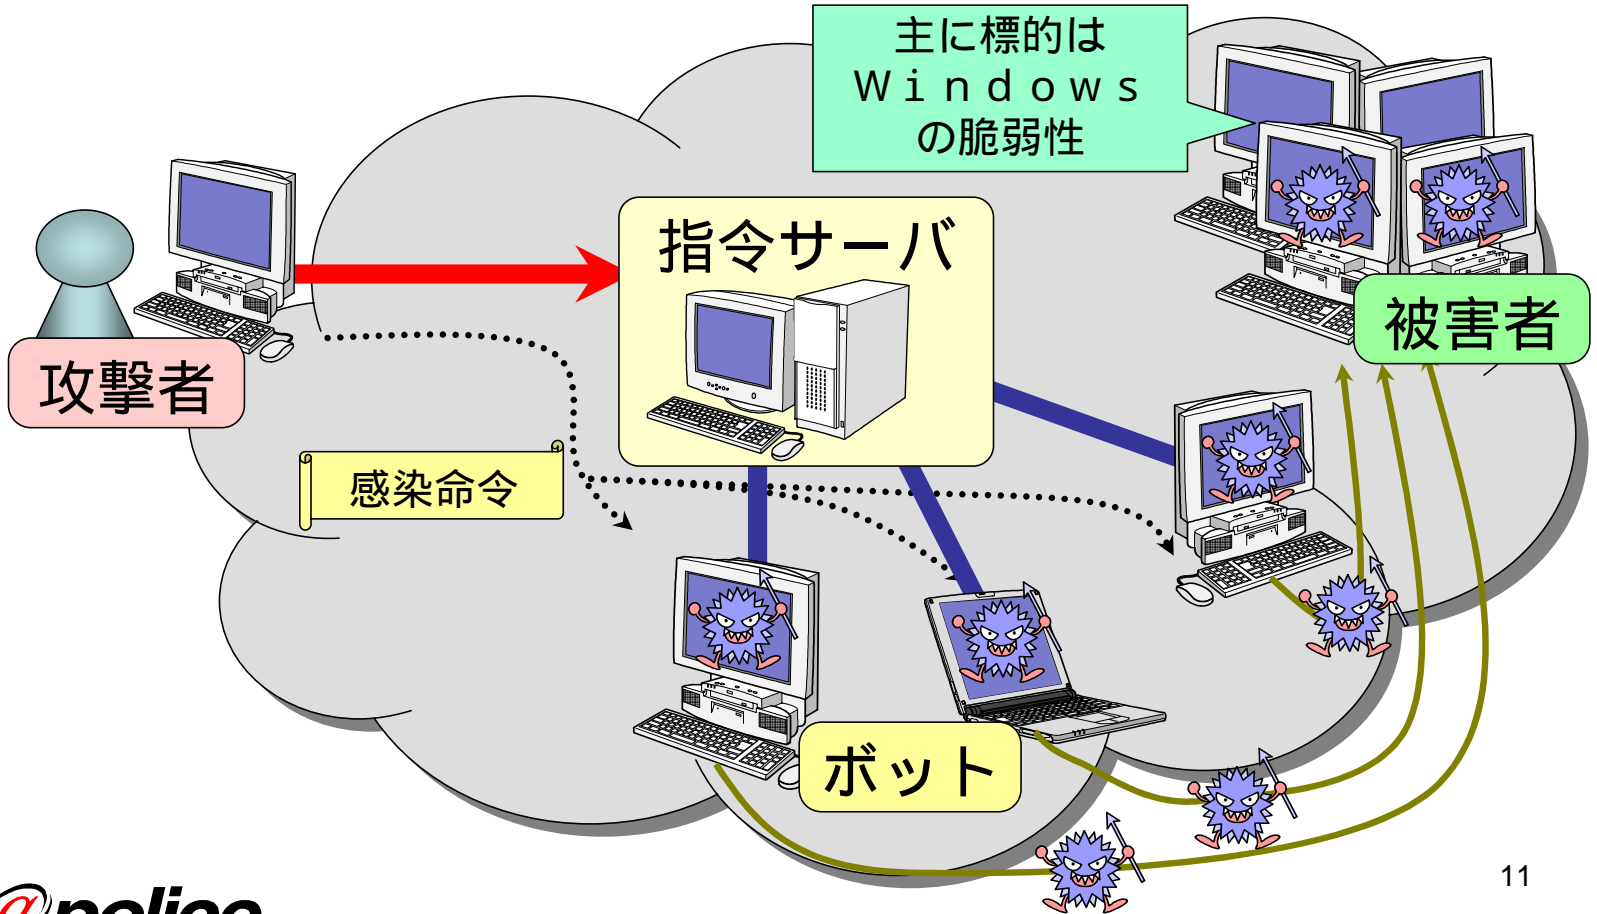 主に標的は
Ｗｉｎｄｏｗｓ
の脆弱性
指令サーバ
攻撃者
被害者
感染命令
ボット
11
@police